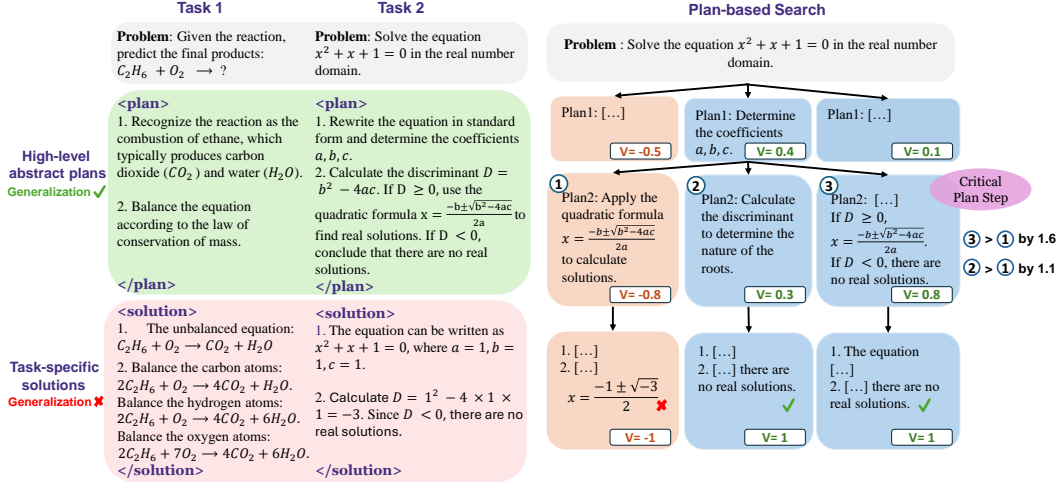 Task 1
Task 2
Problem: Given the reaction,
predict the final products:
C₂H₆ + O₂ → ?
Problem: Solve the equation
x² + x + 1 = 0 in the real number
domain.
High-level
abstract plans
Generalization ✓
<plan>
1. Recognize the reaction as the
combustion of ethane, which
typically produces carbon
dioxide (CO₂) and water (H₂O).
2. Balance the equation
according to the law of
conservation of mass.
</plan>
<plan>
1. Rewrite the equation in standard
form and determine the coefficients
a, b, c.
2. Calculate the discriminant D =
b² − 4ac. If D ≥ 0, use the
quadratic formula x = (−b±√(b²−4ac))/2a to
find real solutions. If D < 0,
conclude that there are no real
solutions.
</plan>
Task-specific
solutions
Generalization ✘
<solution>
1. The unbalanced equation:
C₂H₆ + O₂ → CO₂ + H₂O
2. Balance the carbon atoms:
2C₂H₆ + O₂ → 4CO₂ + H₂O.
Balance the hydrogen atoms:
2C₂H₆ + O₂ → 4CO₂ + 6H₂O.
Balance the oxygen atoms:
2C₂H₆ + 7O₂ → 4CO₂ + 6H₂O.
</solution>
<solution>
1. The equation can be written as
x² + x + 1 = 0, where a = 1, b =
1, c = 1.
2. Calculate D = 1² − 4 × 1 ×
1 = −3. Since D < 0, there are no
real solutions.
</solution>
Plan-based Search
Problem : Solve the equation x² + x + 1 = 0 in the real number
domain.
Plan1: […]
V= -0.5
Plan1: Determine
the coefficients
a, b, c.
V= 0.4
Plan1: […]
V= 0.1
1
Plan2: Apply the
quadratic formula
x = (−b±√(b²−4ac))/2a
to calculate
solutions.
V= -0.8
2
Plan2: Calculate
the discriminant
to determine the
nature of the
roots.
V= 0.3
3
Plan2: […]
If D ≥ 0,
x = (−b±√(b²−4ac))/2a.
If D < 0, there are
no real solutions.
V= 0.8
Critical
Plan Step
③ > ① by 1.6
② > ① by 1.1
1. […]
2. […]
x = (−1 ± √−3)/2 ✘
V= -1
1. […]
2. […] there are
no real solutions.
✓
V= 1
1. The equation
[…]
2. […] there are no
real solutions. ✓
V= 1